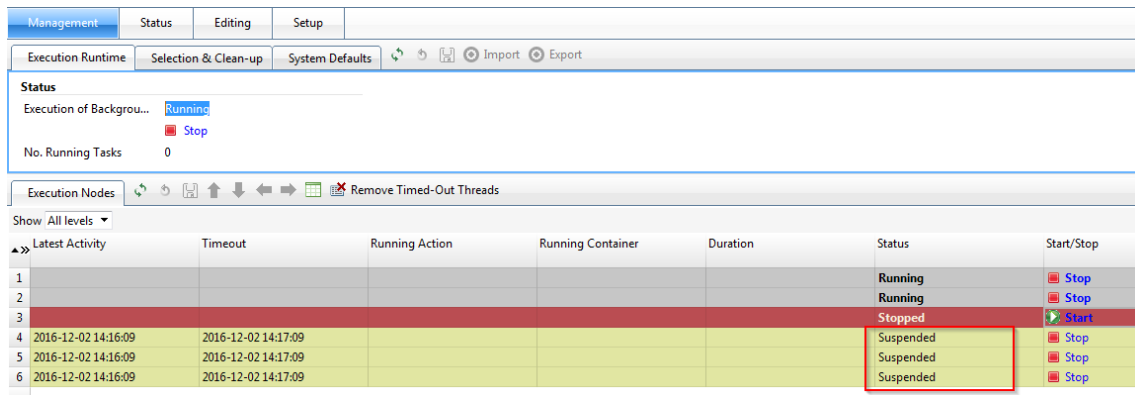 Management Status Editing Setup
Execution Runtime Selection & Clean-up System Defaults Import Export
Status
Execution of Backgrou... Running
Stop
No. Running Tasks 0
Execution Nodes Remove Timed-Out Threads
Show All levels
Latest Activity Timeout Running Action Running Container Duration Status Start/Stop
1 Running Stop
2 Running Stop
3 Stopped Start
4 2016-12-02 14:16:09 2016-12-02 14:17:09 Suspended Stop
5 2016-12-02 14:16:09 2016-12-02 14:17:09 Suspended Stop
6 2016-12-02 14:16:09 2016-12-02 14:17:09 Suspended Stop